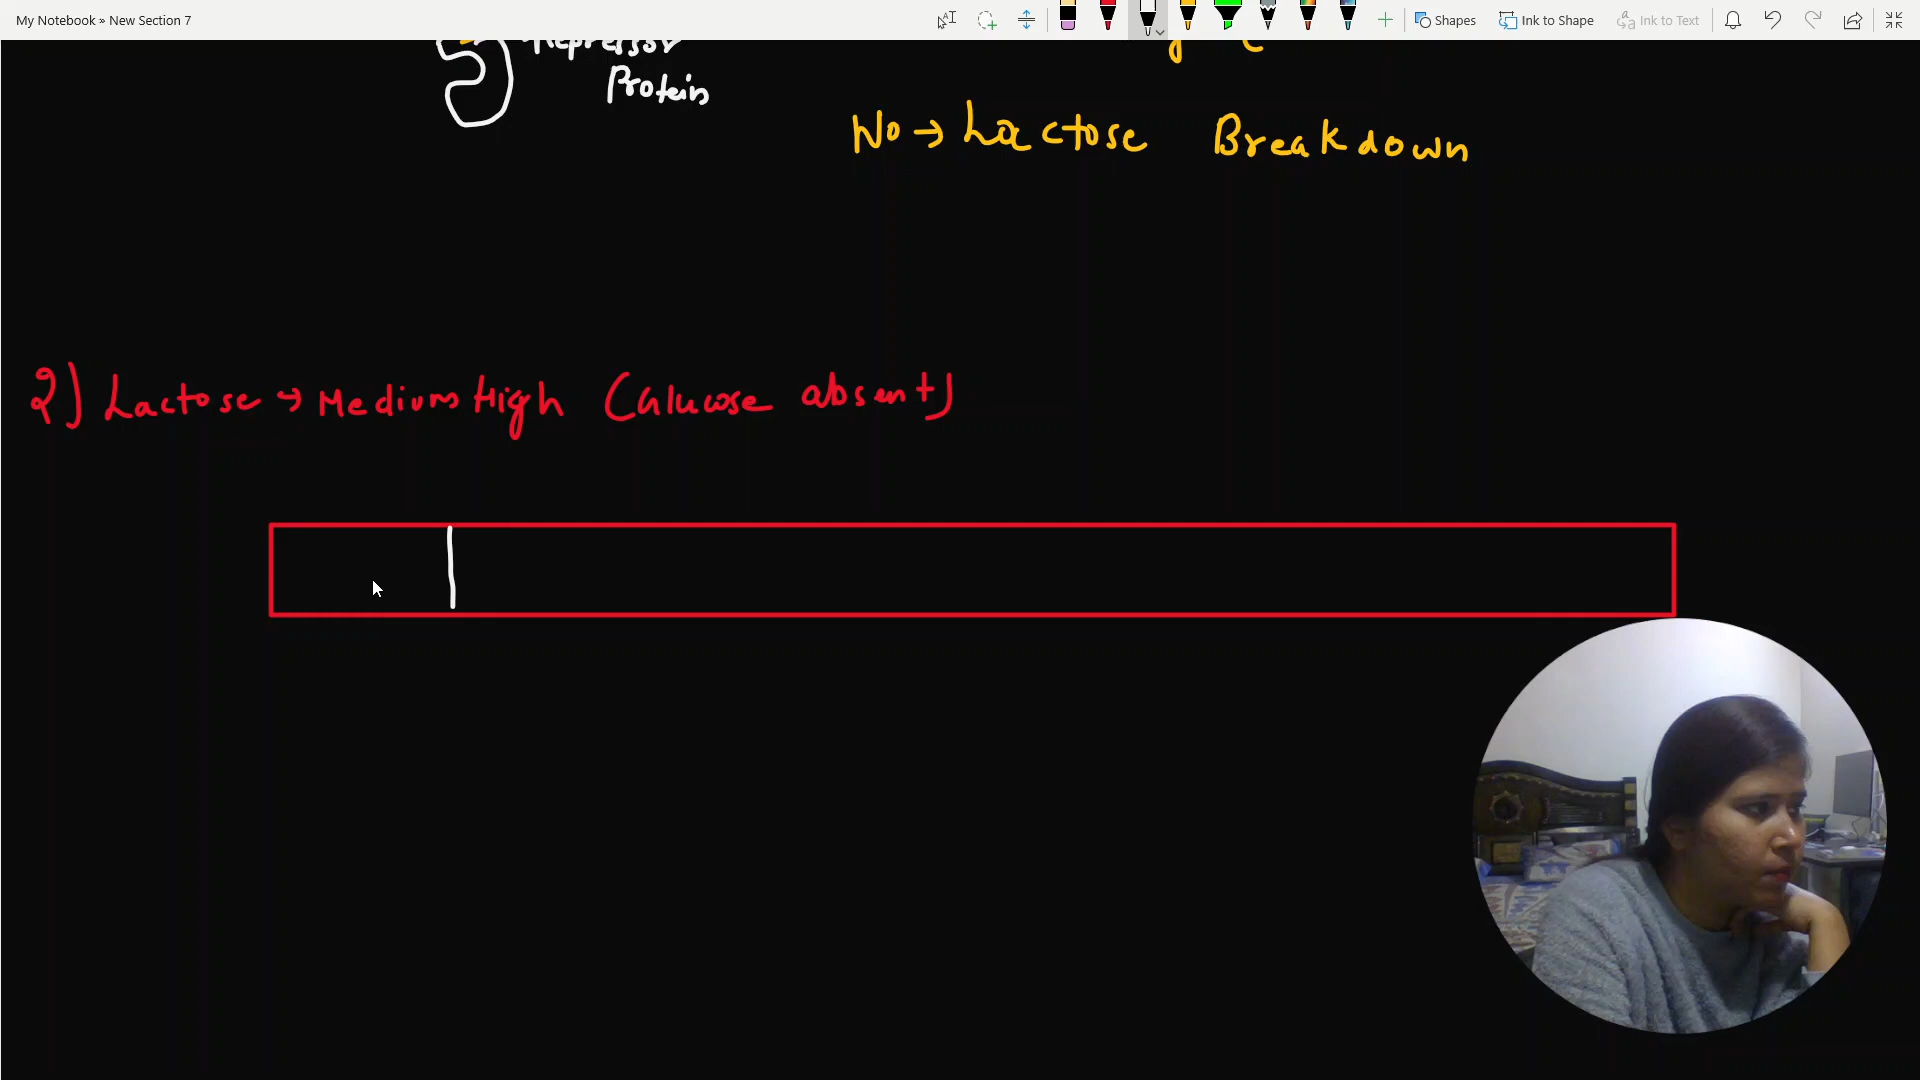 My Notebook » New Section 7
Shapes
Ink to Shape
Ink to Text
Repressor
Protein
No → Lactose Breakdown
2) Lactose → Medium High (Glucose absent)